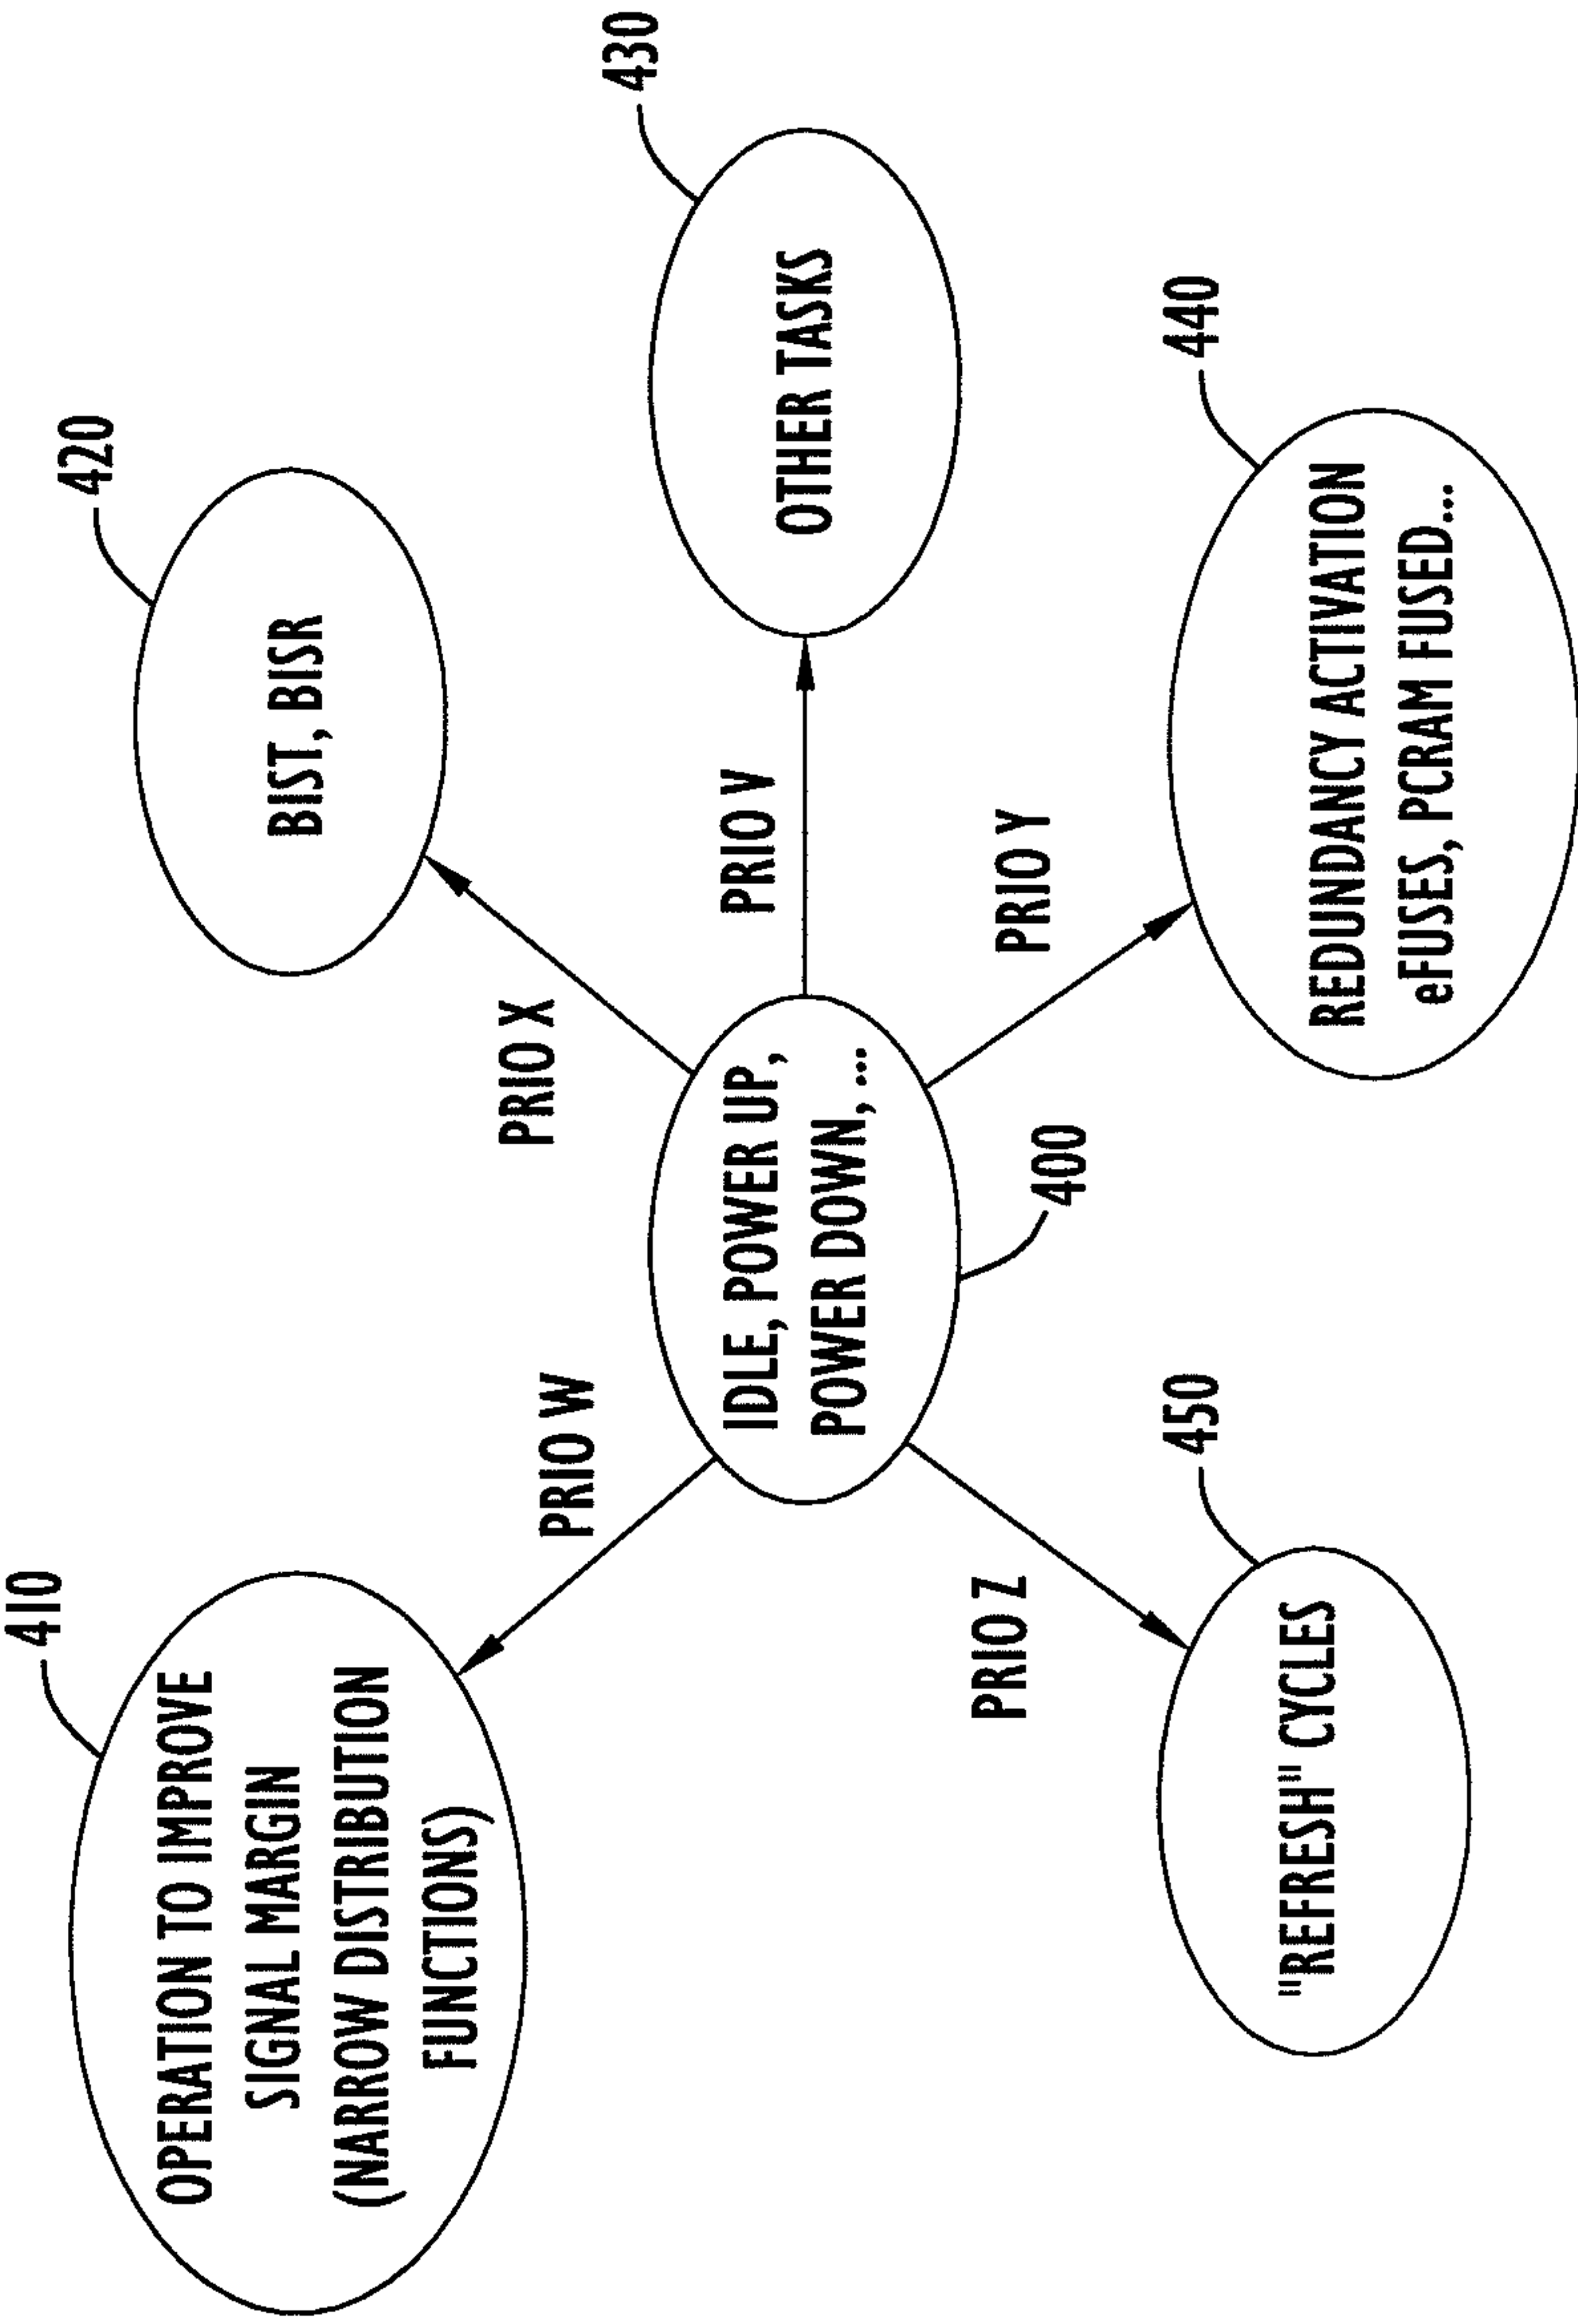 410
OPERATION TO IMPROVE
SIGNAL MARGIN
(NARROW DISTRIBUTION
FUNCTIONS)
420
BIST, BISR
PRIO W
PRIO X
430
OTHER TASKS
PRIO V
IDLE, POWER UP,
POWER DOWN, ...
400
PRIO Z
PRIO Y
450
"REFRESH" CYCLES
440
REDUNDANCY ACTIVATION
eFUSES, PCRAM FUSED...